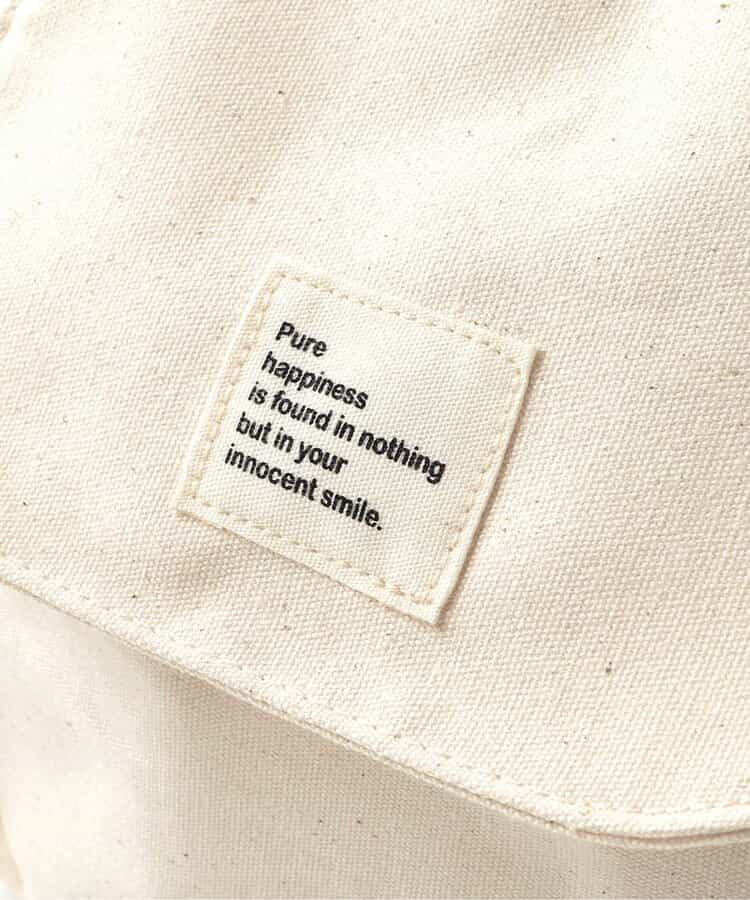 Pure
happiness
is found in nothing
but in your
innocent smile.